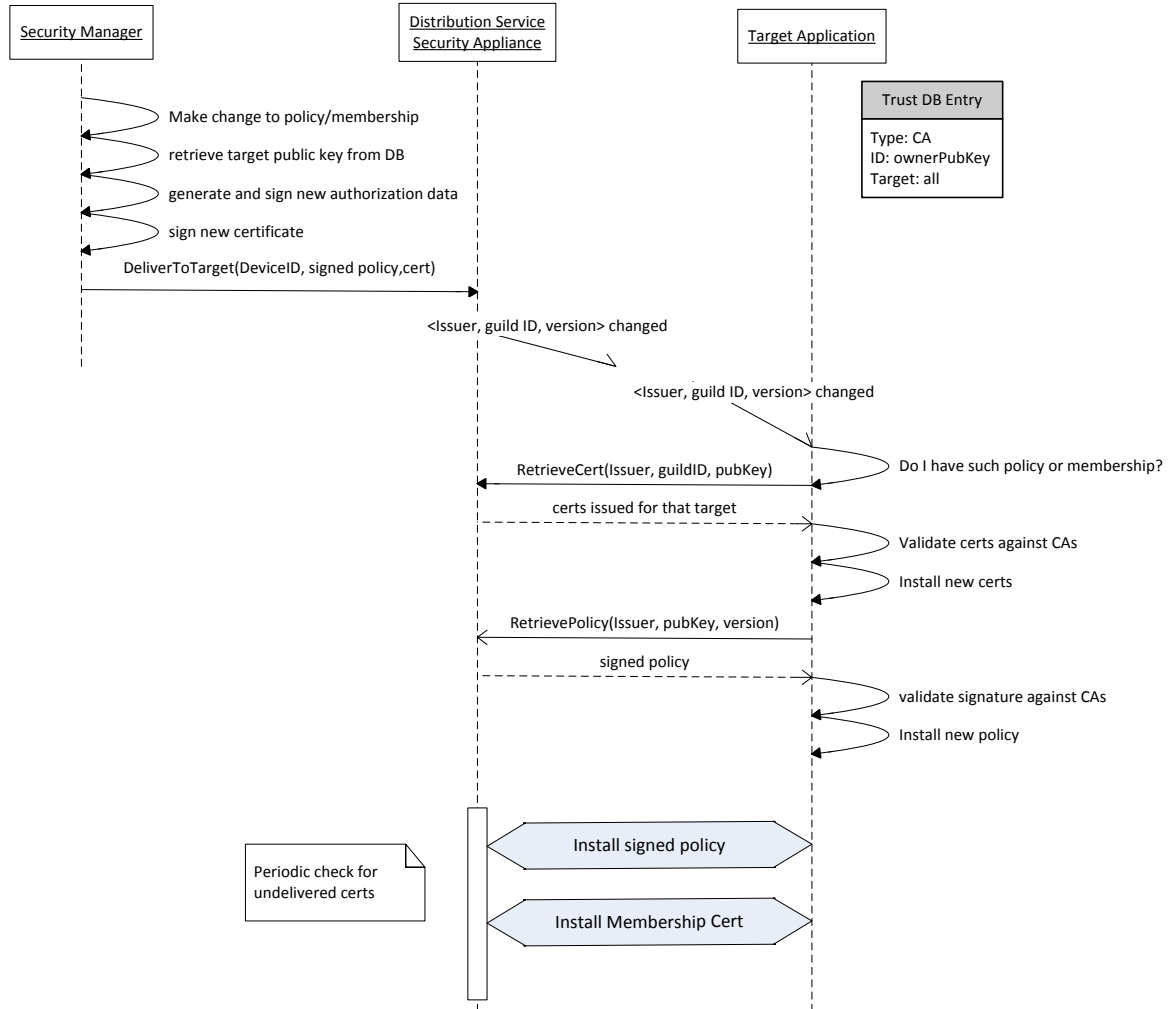 Security Manager
Distribution Service
Security Appliance
Target Application
Trust DB Entry
Type: CA
ID: ownerPubKey
Target: all
Make change to policy/membership
retrieve target public key from DB
generate and sign new authorization data
sign new certificate
DeliverToTarget(DeviceID, signed policy,cert)
<Issuer, guild ID, version> changed
<Issuer, guild ID, version> changed
Do I have such policy or membership?
RetrieveCert(Issuer, guildID, pubKey)
certs issued for that target
Validate certs against CAs
Install new certs
RetrievePolicy(Issuer, pubKey, version)
signed policy
validate signature against CAs
Install new policy
Install signed policy
Periodic check for
undelivered certs
Install Membership Cert